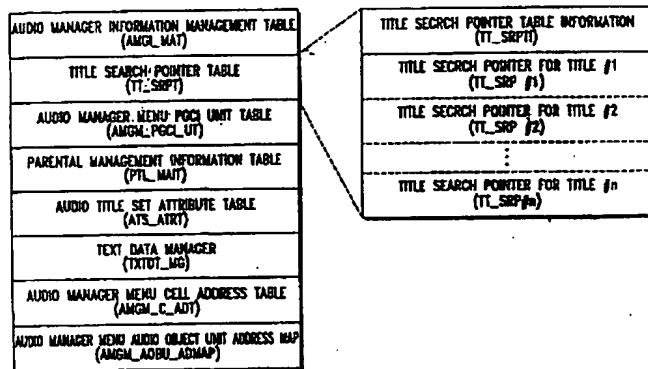 AUDIO MANAGER INFORMATION MANAGEMENT TABLE
(AMGI_MAT)
TITLE SEARCH POINTER TABLE
(TT_SRPT)
AUDIO MANAGER MENU PGCI UNIT TABLE
(AMGM_PGCI_UT)
PARENTAL MANAGEMENT INFORMATION TABLE
(PTL_MAIT)
AUDIO TITLE SET ATTRIBUTE TABLE
(ATS_ATRT)
TEXT DATA MANAGER
(TXTDT_MG)
AUDIO MANAGER MENU CELL ADDRESS TABLE
(AMGM_C_ADT)
AUDIO MANAGER MENU AUDIO OBJECT UNIT ADDRESS MAP
(AMGM_AOBU_ADMAP)
TITLE SECRCH POINTER TABLE INFORMATION
(TT_SRPTI)
TITLE SECRCH POINTER FOR TITLE #1
(TT_SRP #1)
TITLE SECRCH POINTER FOR TITLE #2
(TT_SRP #2)
TITLE SEARCH POINTER FOR TITLE #n
(TT_SRP#n)